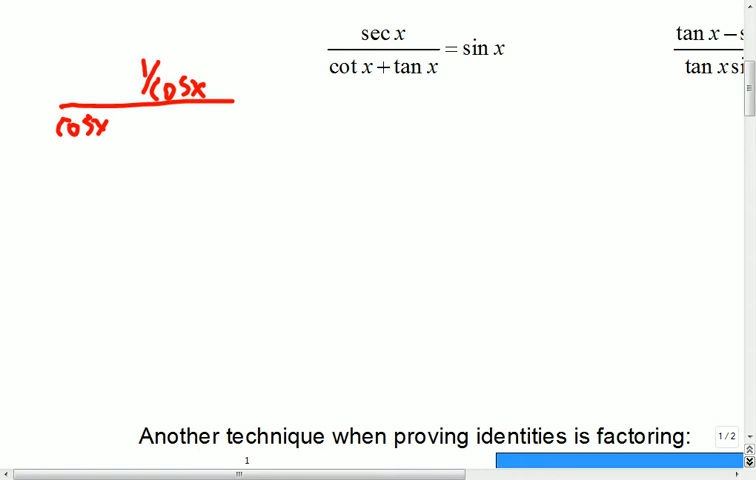 sec x
cot x + tan x
= sin x
tan x −
tan x si
1/cosx
cosx
Another technique when proving identities is factoring:
1/2
1